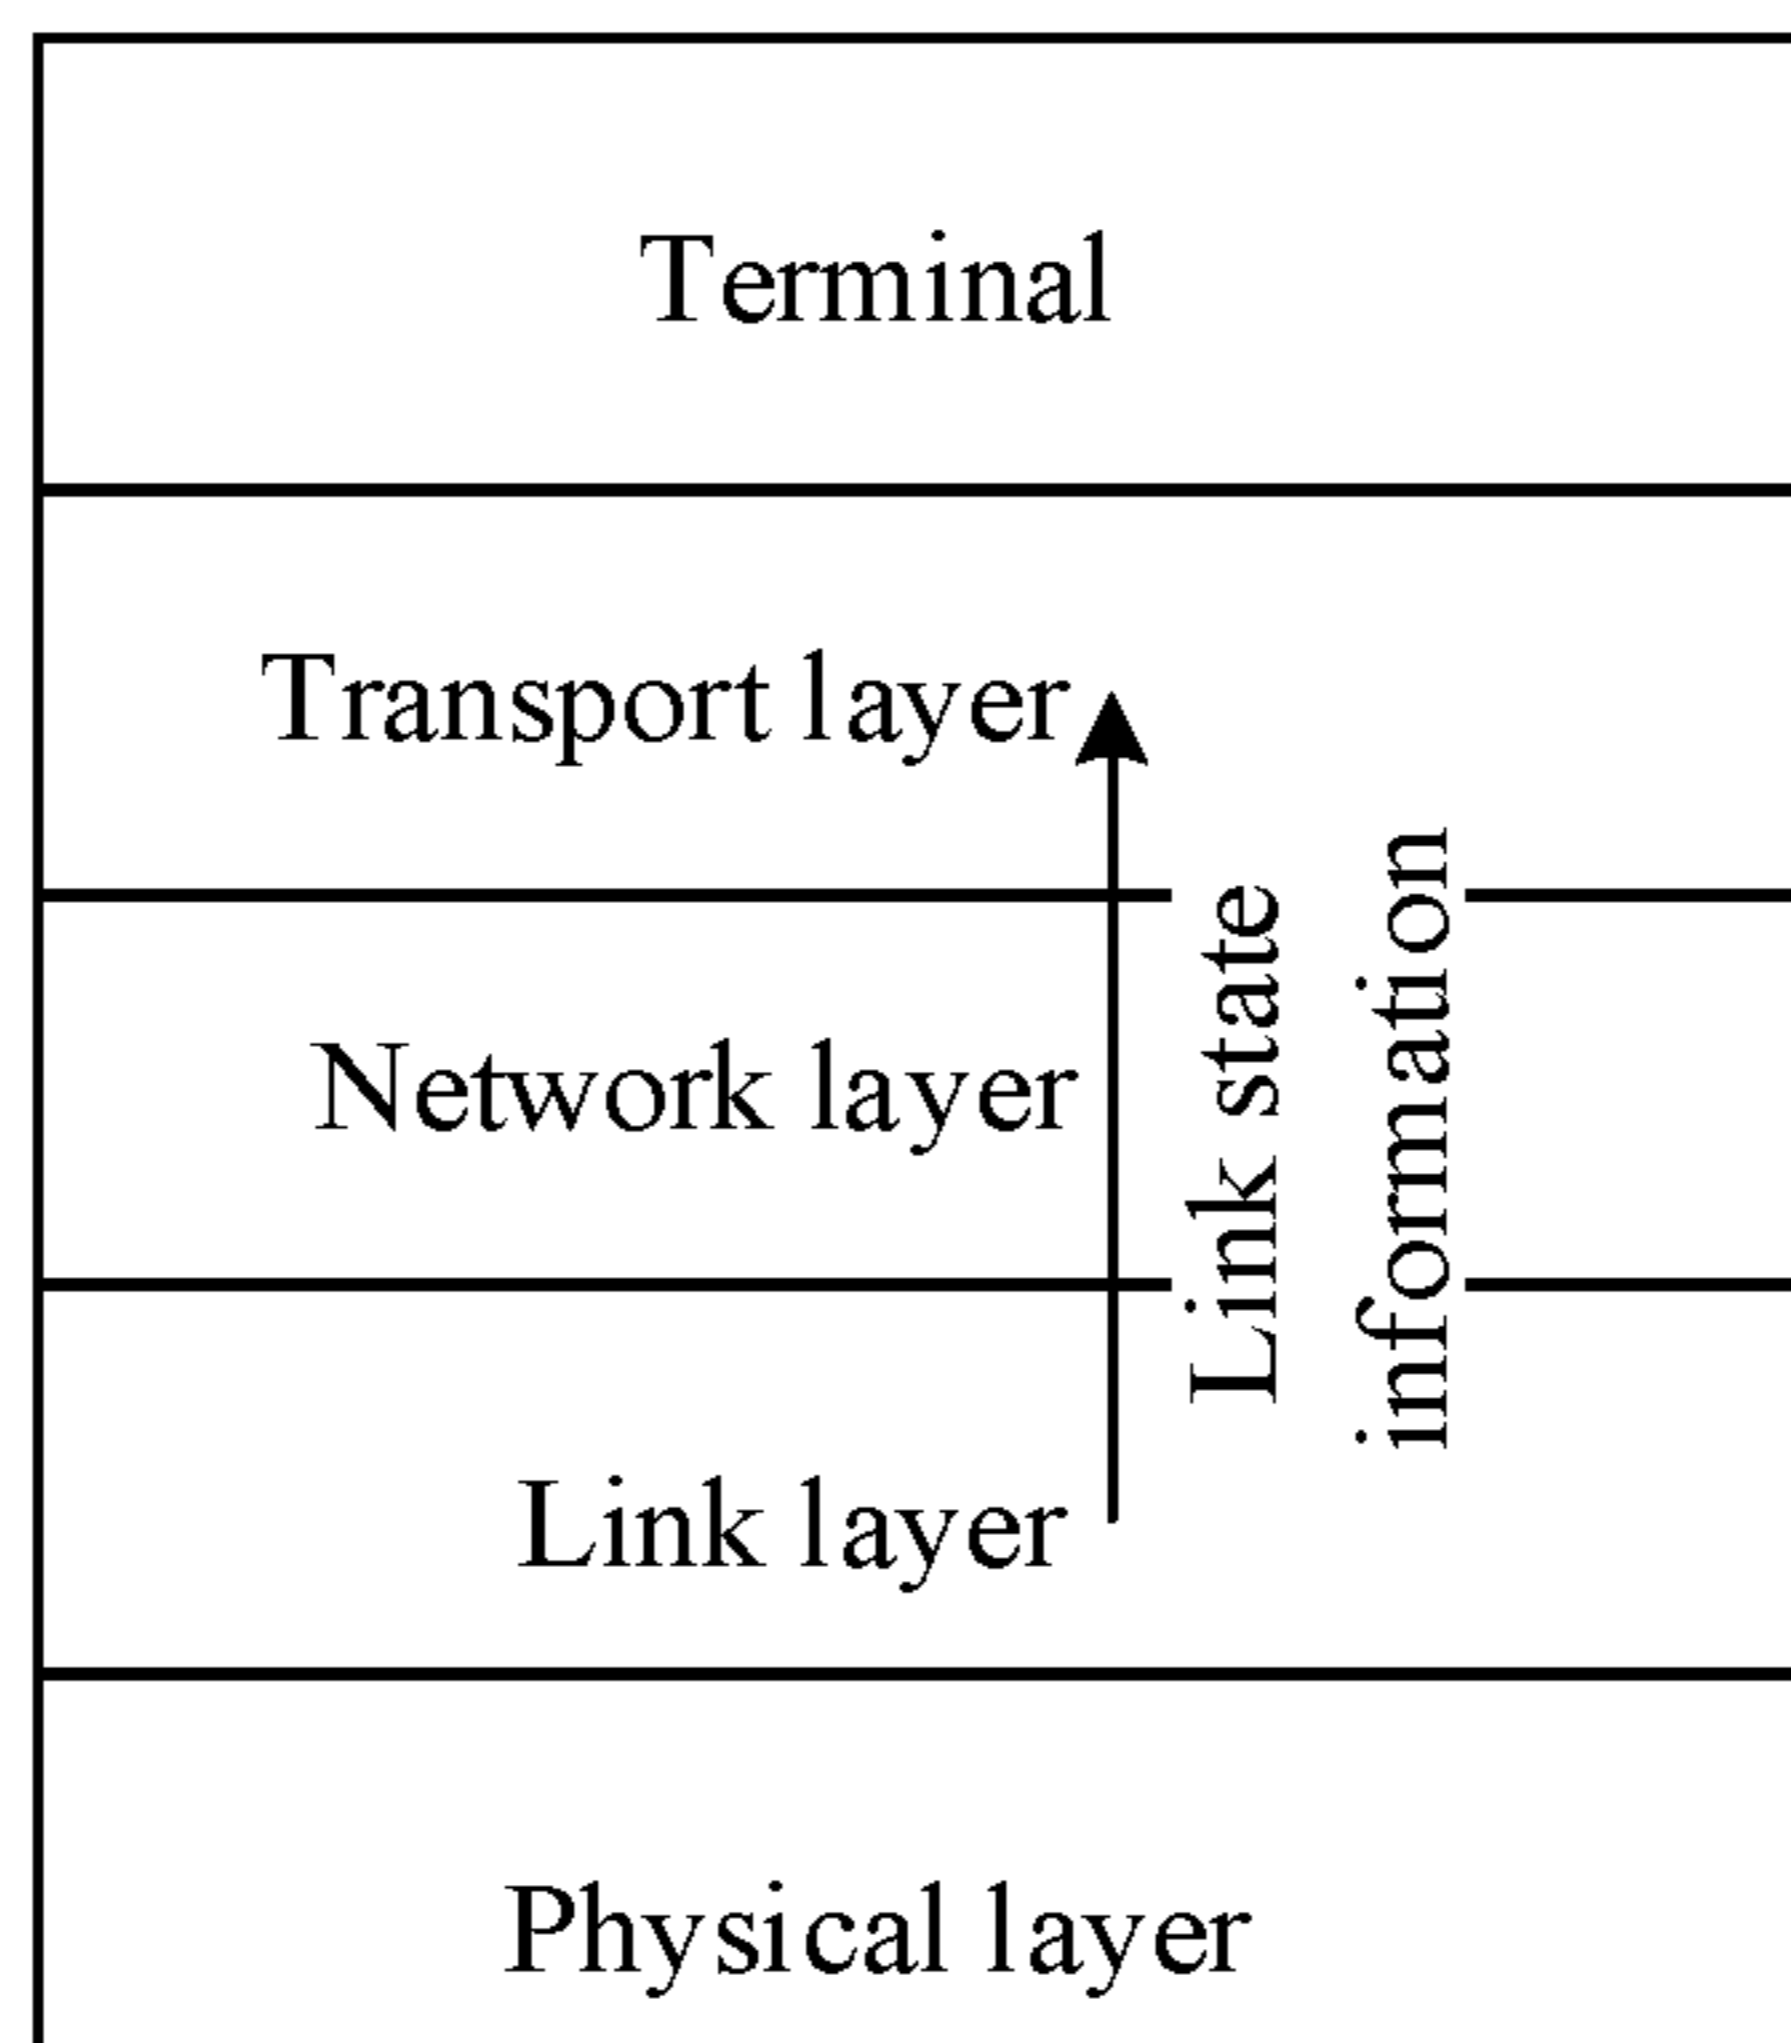 Terminal
Transport layer
Network layer
Link layer
Link state
information
Physical layer